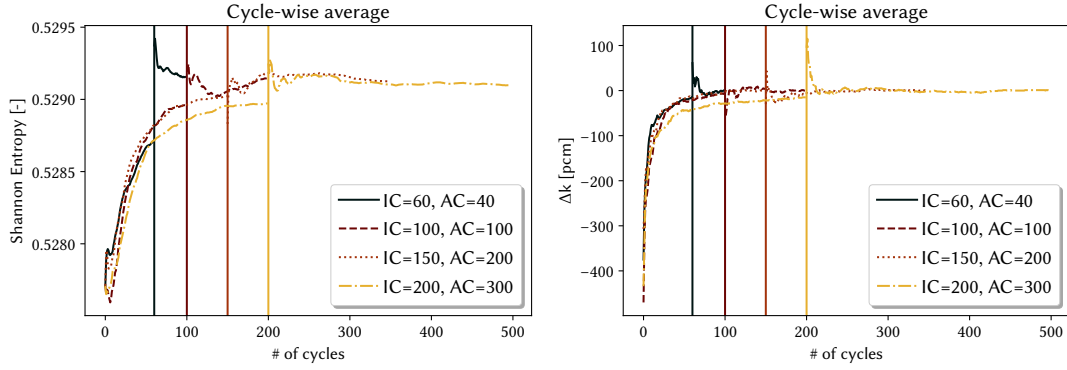 Cycle-wise average
0.5295
0.5290
0.5285
0.5280
Shannon Entropy [-]
IC=60, AC=40
IC=100, AC=100
IC=150, AC=200
IC=200, AC=300
0 100 200 300 400 500
# of cycles
Cycle-wise average
100
0
−100
−200
−300
−400
Δk [pcm]
IC=60, AC=40
IC=100, AC=100
IC=150, AC=200
IC=200, AC=300
0 100 200 300 400 500
# of cycles